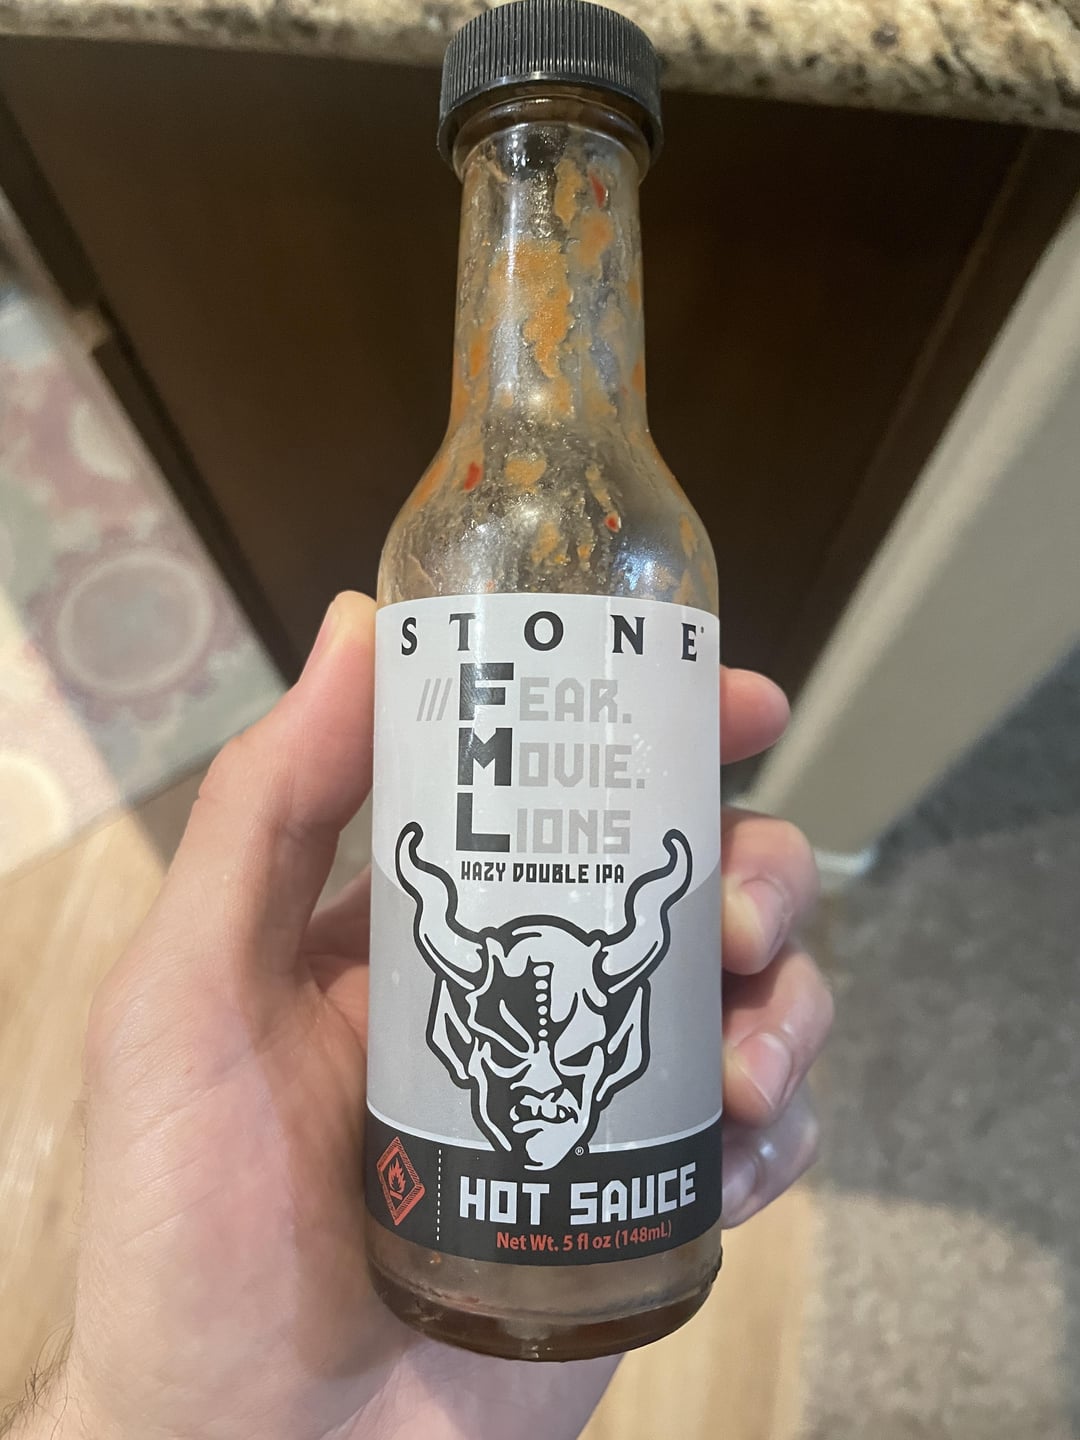 STONE®
///FEAR.
MOVIE.
LIONS
HAZY DOUBLE IPA
®
HOT SAUCE
Net Wt. 5 fl oz (148mL)